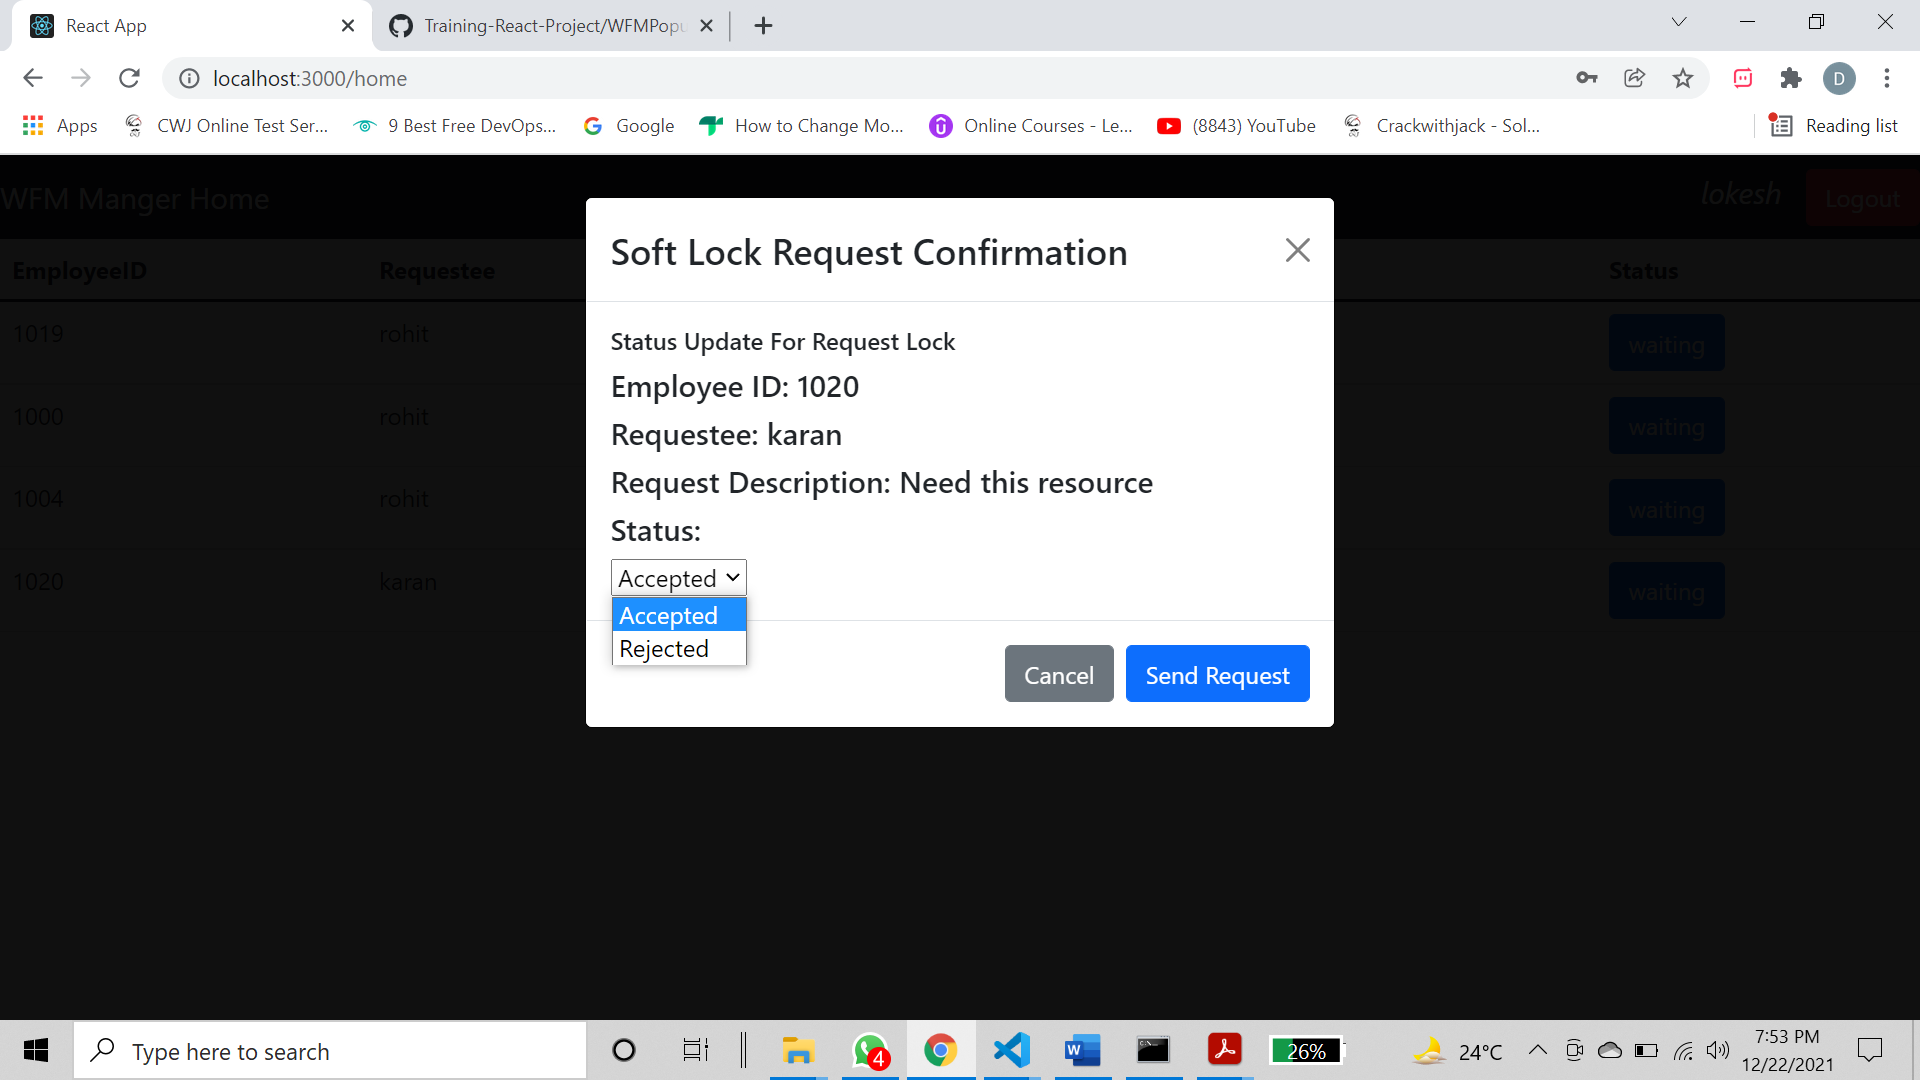 React App
Training-React-Project/WFMPopu
localhost:3000/home
D
Apps
CWJ Online Test Ser...
9 Best Free DevOps...
Google
How to Change Mo...
Online Courses - Le...
(8843) YouTube
Crackwithjack - Sol...
Reading list
WFM Manger Home
lokesh
Logout
EmployeeID
Requestee
Status
1019
rohit
waiting
1000
rohit
waiting
1004
rohit
waiting
1020
karan
waiting
Soft Lock Request Confirmation
Status Update For Request Lock
Employee ID: 1020
Requestee: karan
Request Description: Need this resource
Status:
Accepted
Accepted
Rejected
Cancel
Send Request
Type here to search
4
26%
24°C
7:53 PM
12/22/2021